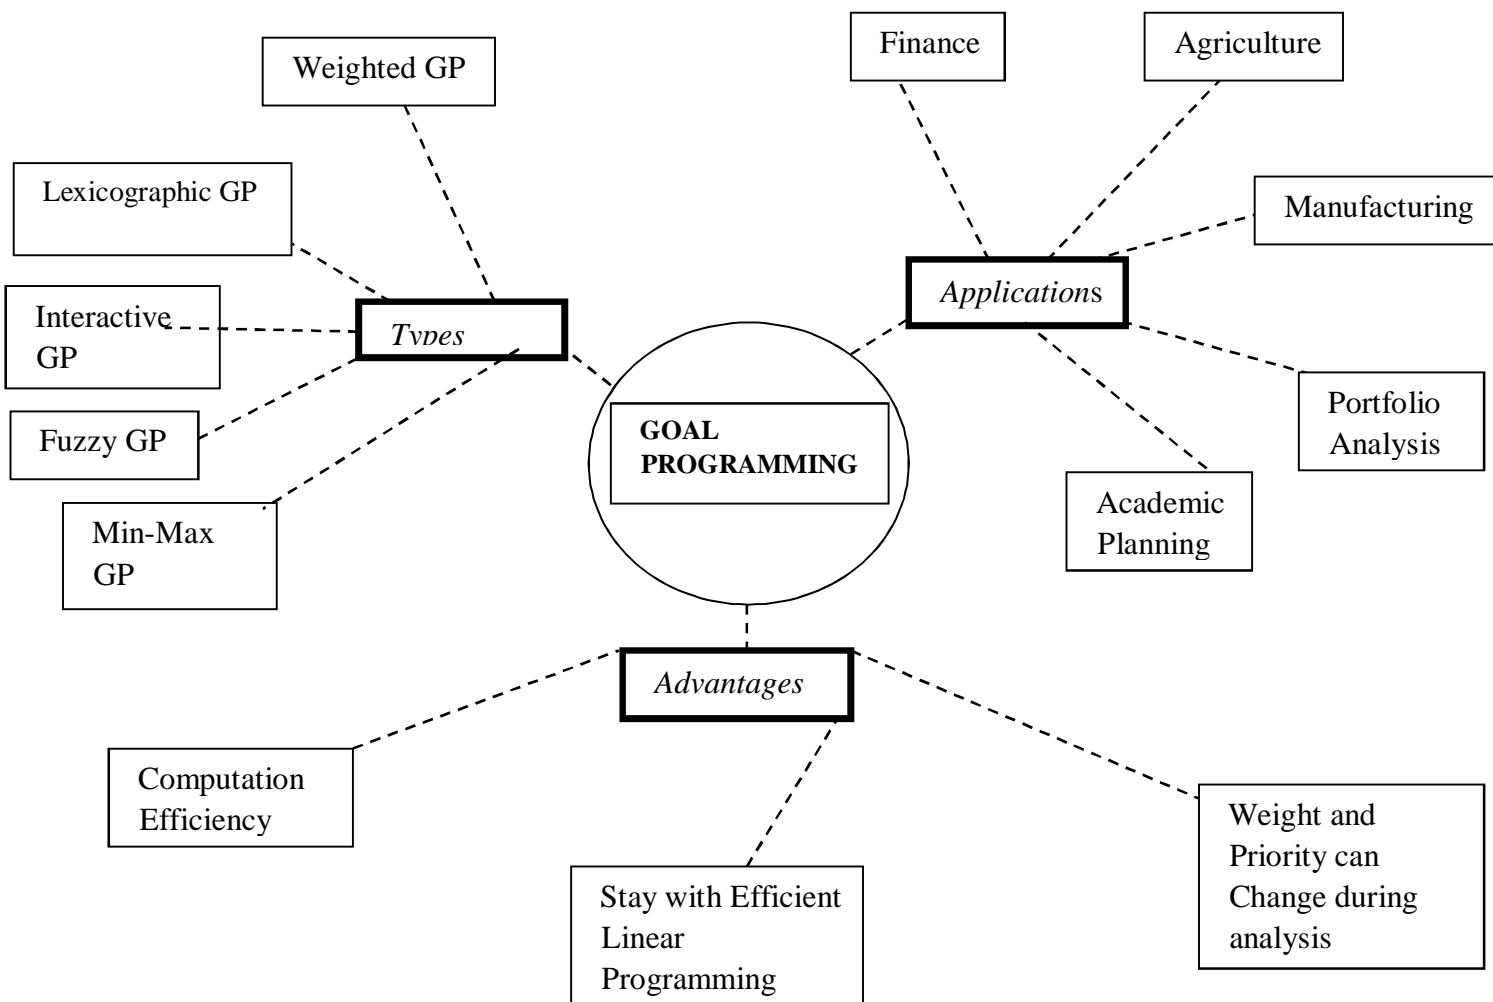 Weighted GP
Finance
Agriculture
Lexicographic GP
Manufacturing
Interactive
GP
Types
Applications
Fuzzy GP
GOAL
PROGRAMMING
Portfolio
Analysis
Min-Max
GP
Academic
Planning
Advantages
Computation
Efficiency
Stay with Efficient
Linear
Programming
Weight and
Priority can
Change during
analysis